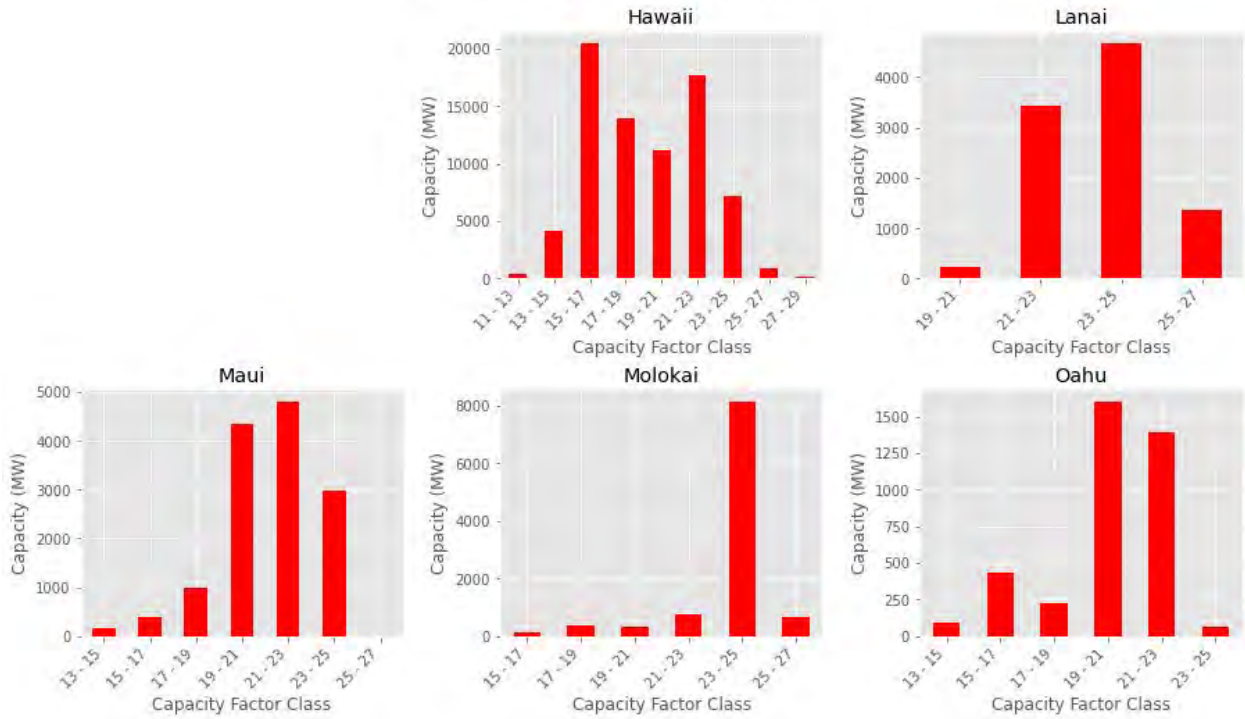 Hawaii
Capacity (MW)
20000
15000
10000
5000
0
11 - 13
13 - 15
15 - 17
17 - 19
19 - 21
21 - 23
23 - 25
25 - 27
27 - 29
Capacity Factor Class
Lanai
Capacity (MW)
4000
3000
2000
1000
0
19 - 21
21 - 23
23 - 25
25 - 27
Capacity Factor Class
Maui
Capacity (MW)
5000
4000
3000
2000
1000
0
13 - 15
15 - 17
17 - 19
19 - 21
21 - 23
23 - 25
25 - 27
Capacity Factor Class
Molokai
Capacity (MW)
8000
6000
4000
2000
0
15 - 17
17 - 19
19 - 21
21 - 23
23 - 25
25 - 27
Capacity Factor Class
Oahu
Capacity (MW)
1500
1250
1000
750
500
250
0
13 - 15
15 - 17
17 - 19
19 - 21
21 - 23
23 - 25
Capacity Factor Class